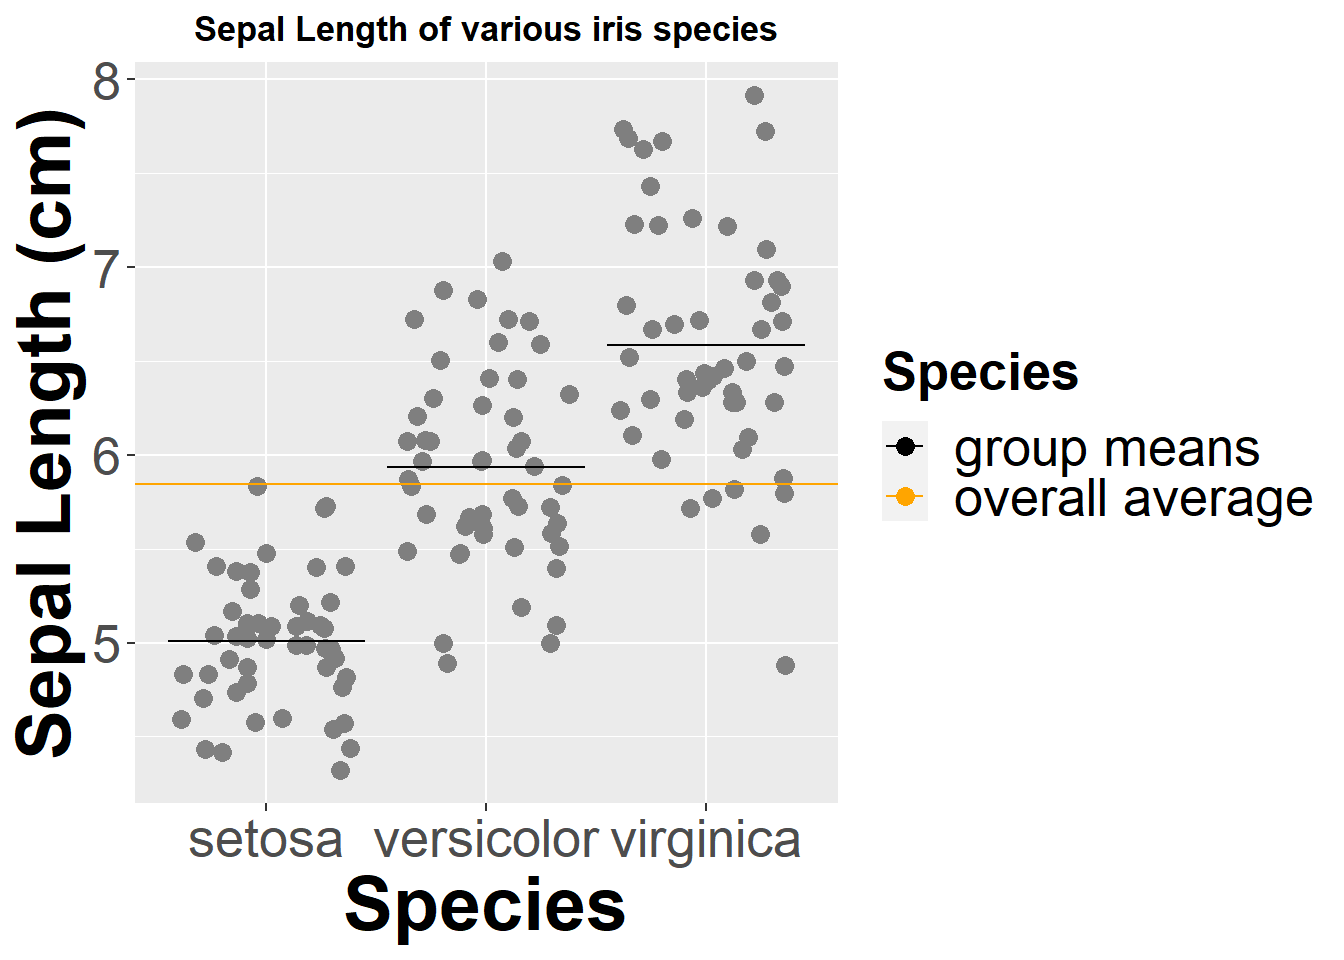 Sepal Length of various iris species
Sepal Length (cm)
8
7
6
5
setosa versicolor virginica
Species
Species
group means
overall average